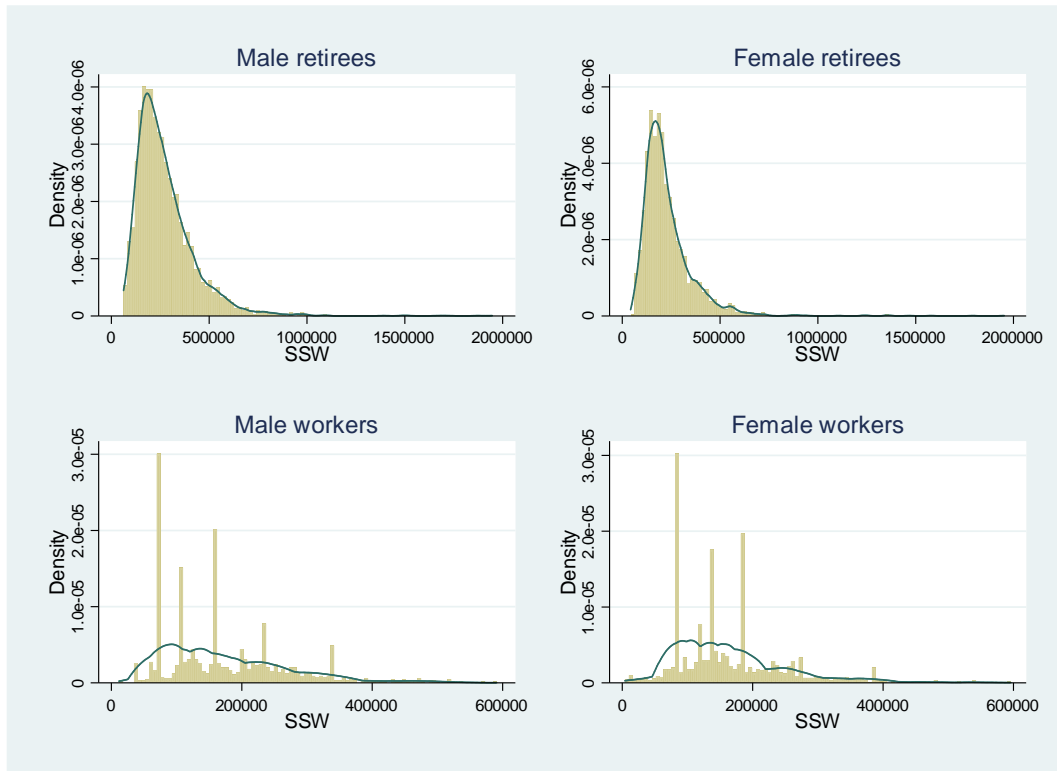 Male retirees
Density
0 1.0e-06 2.0e-06 3.0e-06 4.0e-06
0 500000 1000000 1500000 2000000
SSW
Female retirees
Density
0 2.0e-06 4.0e-06 6.0e-06
0 500000 1000000 1500000 2000000
SSW
Male workers
Density
0 1.0e-05 2.0e-05 3.0e-05
0 200000 400000 600000
SSW
Female workers
Density
0 1.0e-05 2.0e-05 3.0e-05
0 200000 400000 600000
SSW